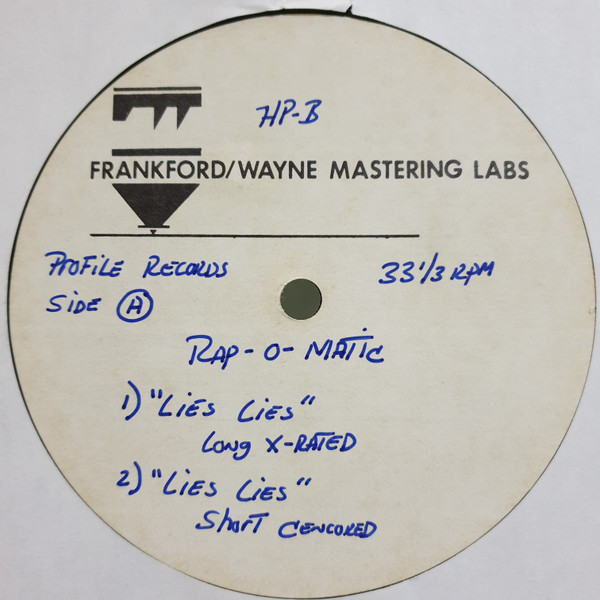 HP-B
FRANKFORD/WAYNE MASTERING LABS
PROFILE RECORDS 33 1/3 RPM
SIDE A
RAP-O-MATIC
1) "LIES LIES"
Long X-RATED
2) "LIES LIES"
Short CENCORED